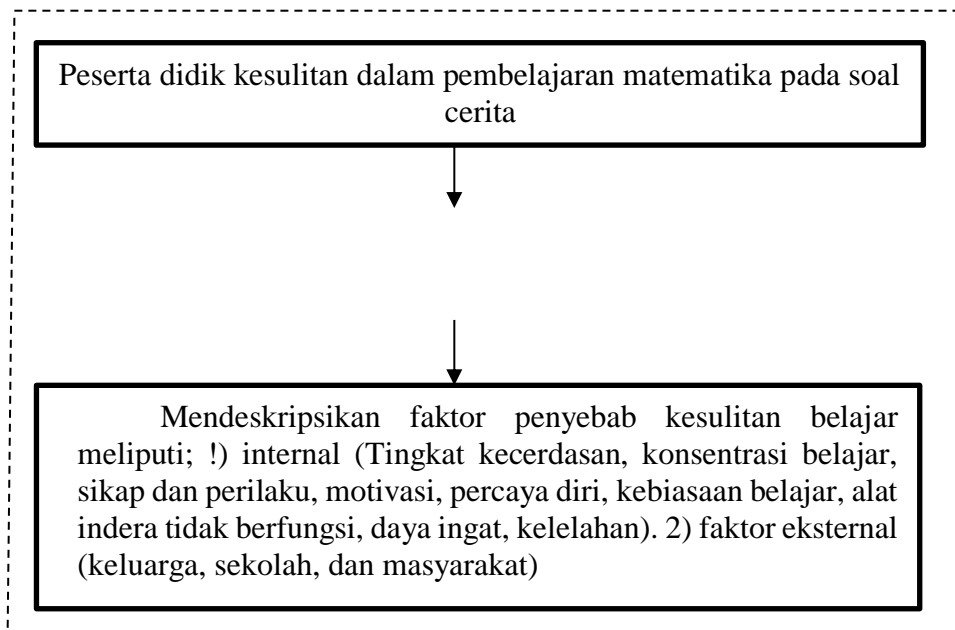 Peserta didik kesulitan dalam pembelajaran matematika pada soal
cerita
Mendeskripsikan faktor penyebab kesulitan belajar
meliputi; !) internal (Tingkat kecerdasan, konsentrasi belajar,
sikap dan perilaku, motivasi, percaya diri, kebiasaan belajar, alat
indera tidak berfungsi, daya ingat, kelelahan). 2) faktor eksternal
(keluarga, sekolah, dan masyarakat)